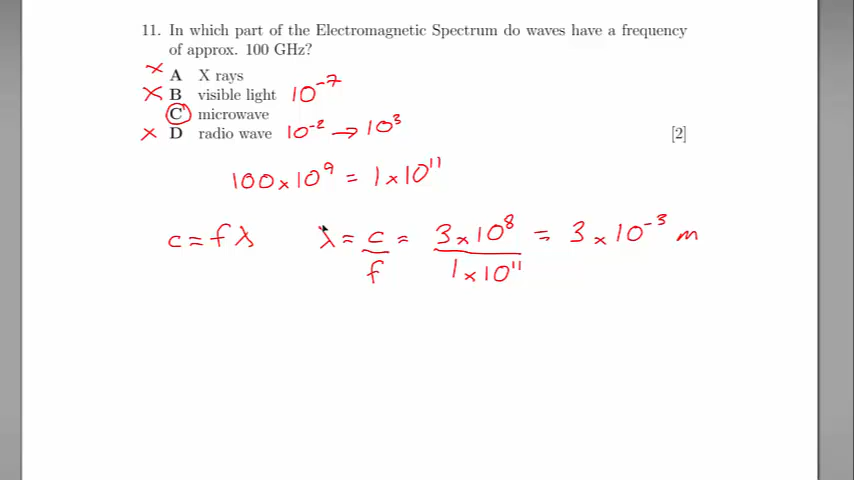 11. In which part of the Electromagnetic Spectrum do waves have a frequency
of approx. 100 GHz?
× A X rays
× B visible light 10⁻⁷
C microwave
× D radio wave 10⁻² → 10³ [2]
100 × 10⁹ = 1 × 10¹¹
c = fλ λ = c/f = 3 × 10⁸ / 1 × 10¹¹ = 3 × 10⁻³ m